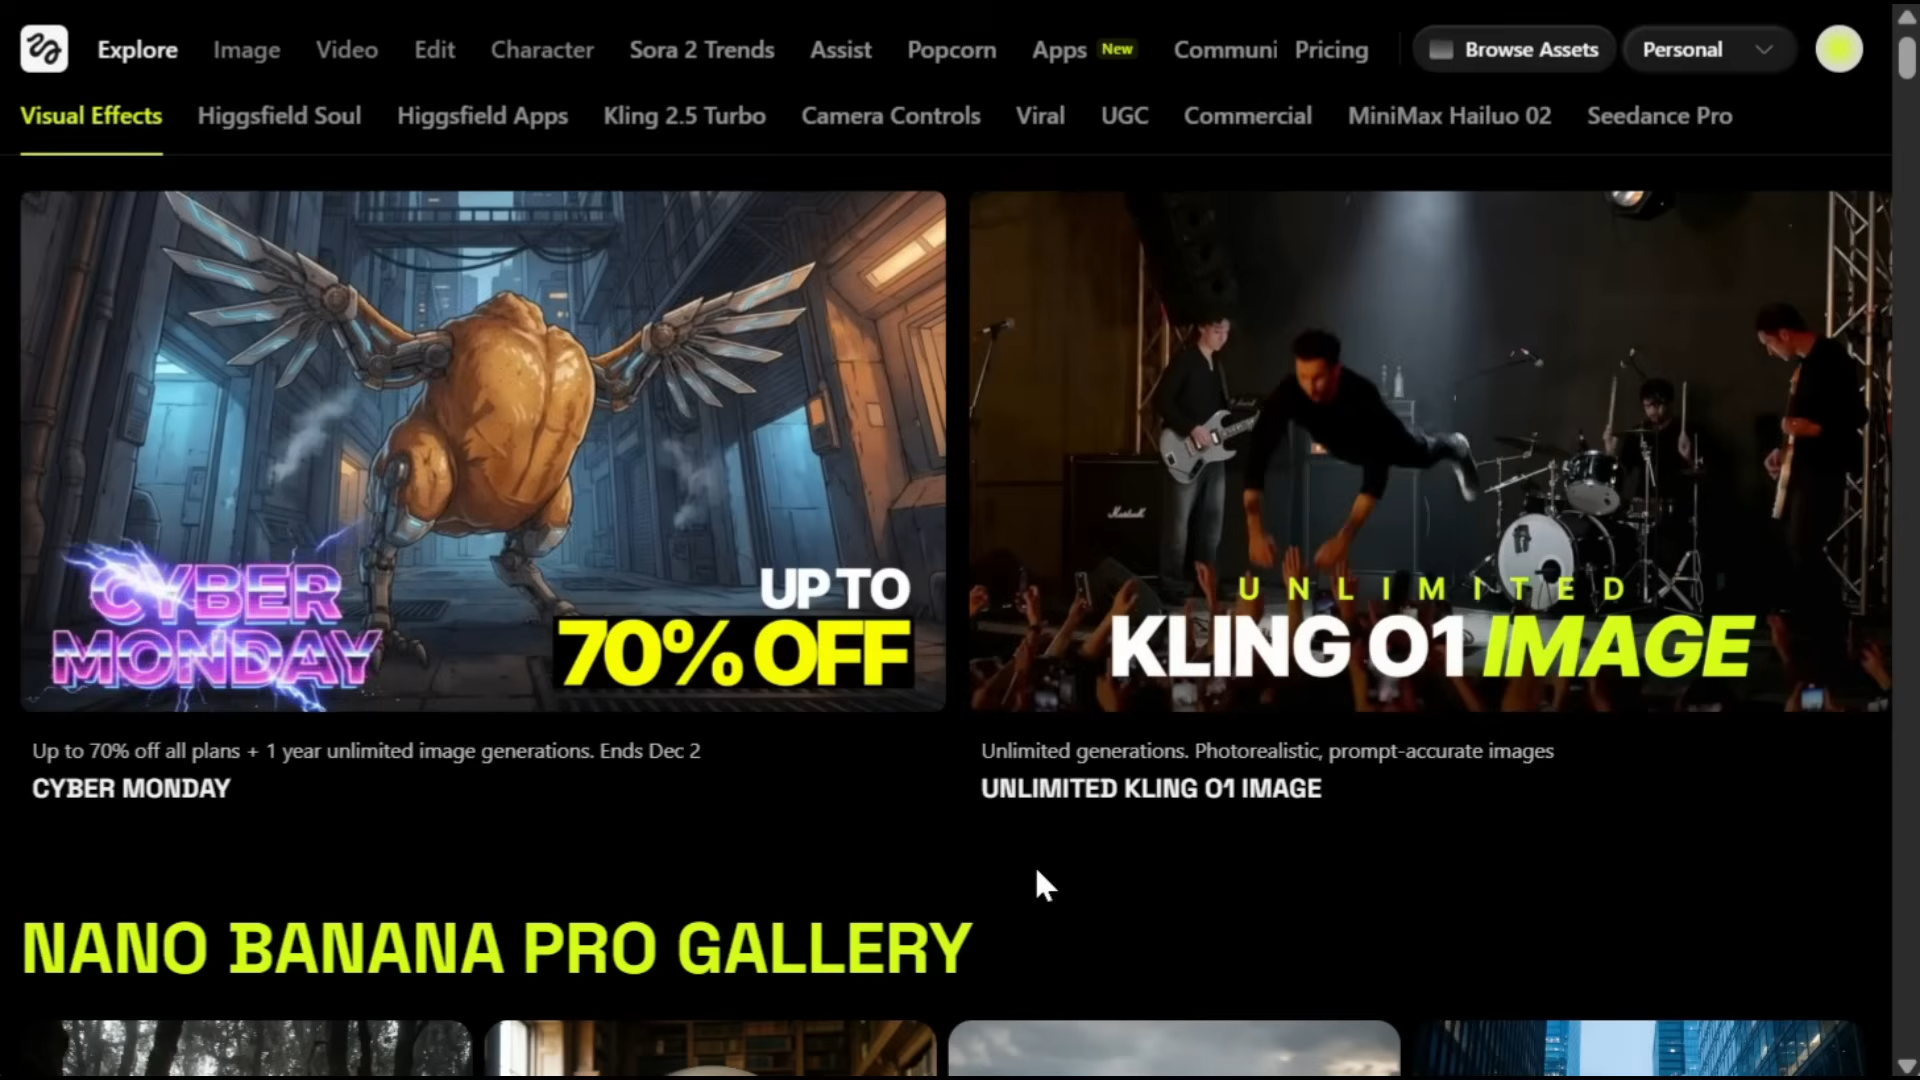 Explore Image Video Edit Character Sora 2 Trends Assist Popcorn Apps New Communi Pricing Browse Assets Personal
Visual Effects Higgsfield Soul Higgsfield Apps Kling 2.5 Turbo Camera Controls Viral UGC Commercial MiniMax Hailuo 02 Seedance Pro
CYBER
MONDAY
UP TO
70% OFF
Marshall
UNLIMITED
KLING O1 IMAGE
Up to 70% off all plans + 1 year unlimited image generations. Ends Dec 2
CYBER MONDAY
Unlimited generations. Photorealistic, prompt-accurate images
UNLIMITED KLING O1 IMAGE
NANO BANANA PRO GALLERY